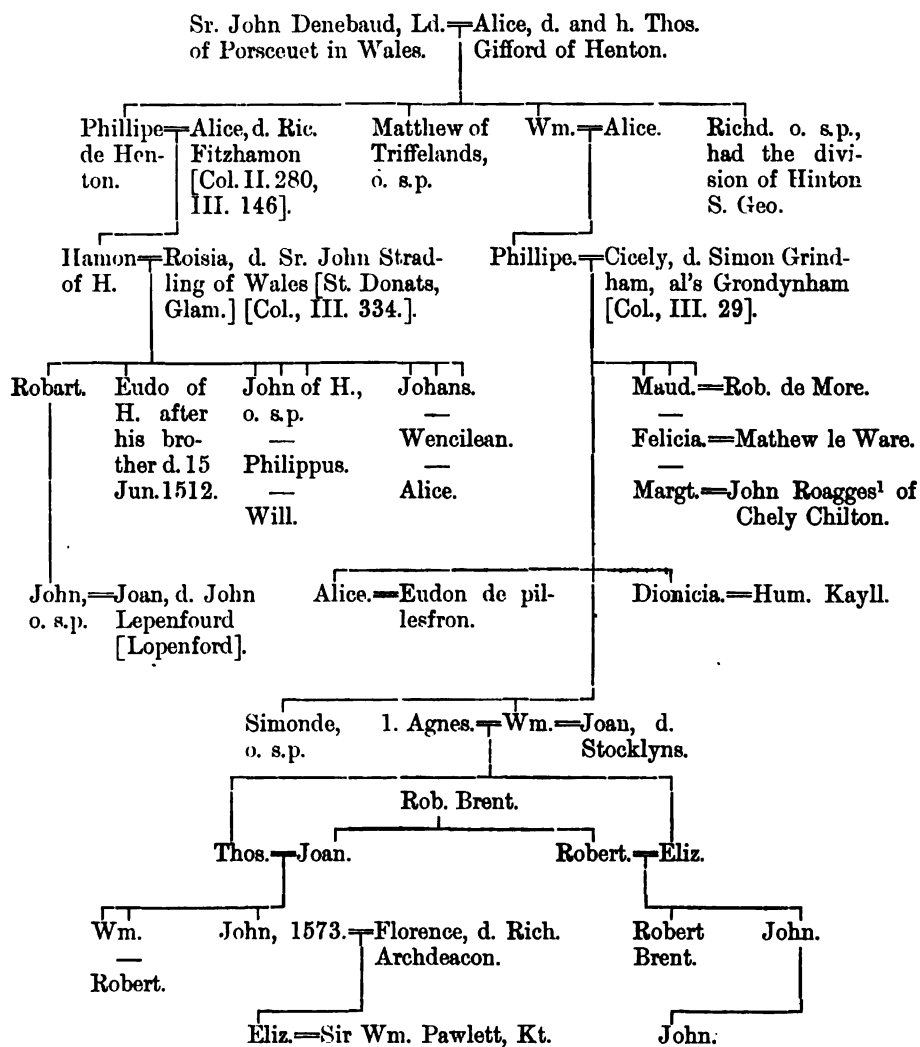 Sr. John Denebaud, Ld.=Alice, d. and h. Thos.
of Porsceuet in Wales. Gifford of Henton.
Phillipe=Alice, d. Ric. Matthew of Wm.=Alice. Richd. o. s.p.,
de Hen- Fitzhamon Triffelands, had the divi-
ton. [Col. II. 280, o. s.p. sion of Hinton
III. 146]. S. Geo.
Hamon=Roisia, d. Sr. John Strad- Phillipe.=Cicely, d. Simon Grind-
of H. ling of Wales [St. Donats, ham, al's Grondynham
Glam.] [Col., III. 334.]. [Col., III. 29].
Robart. Eudo of John of H., Johans. Maud.=Rob. de More.
H. after o. s.p. —
his bro- — Wencilean. Felicia.=Mathew le Ware.
ther d. 15 Philippus. — —
Jun. 1512. — Alice. Margt.=John Roagges¹ of
Will. Chely Chilton.
John,=Joan, d. John Alice.=Eudon de pil- Dionicia.=Hum. Kayll.
o. s.p. Lepenfourd lesfron.
[Lopenford].
Simonde, 1. Agnes.=Wm.=Joan, d.
o. s.p. Stocklyns.
Rob. Brent.
Thos.=Joan. Robert.=Eliz.
Wm. John, 1573.=Florence, d. Rich. Robert John.
— Archdeacon. Brent.
Robert.
Eliz.=Sir Wm. Pawlett, Kt. John.